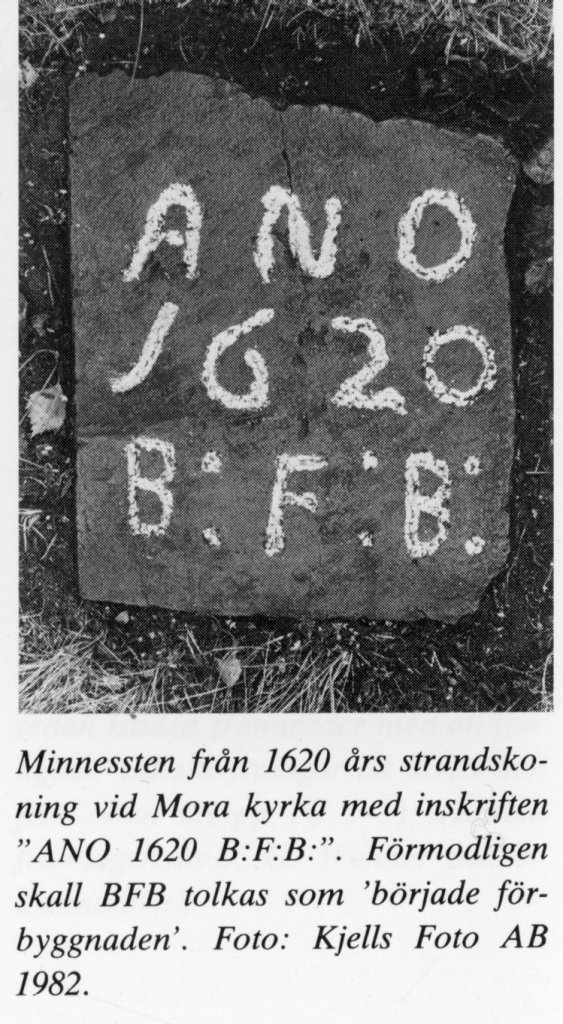 ANO
1620
B:F:B:
Minnessten från 1620 års strandsko-
ning vid Mora kyrka med inskriften
”ANO 1620 B:F:B:”. Förmodligen
skall BFB tolkas som ’började för-
byggnaden’. Foto: Kjells Foto AB
1982.